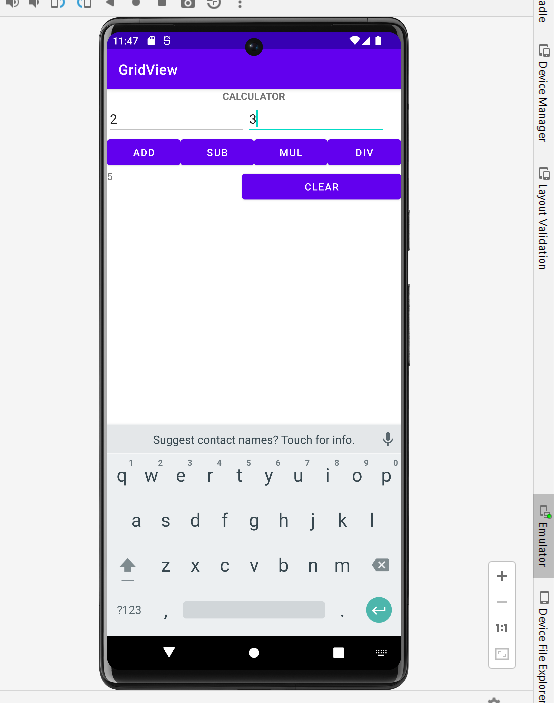 11:47
GridView
CALCULATOR
2 3
ADD SUB MUL DIV
5 CLEAR
Suggest contact names? Touch for info.
1 2 3 4 5 6 7 8 9 0
q w e r t y u i o p
a s d f g h j k l
z x c v b n m
?123 , .
adle
Device Manager
Layout Validation
Emulator
Device File Explorer
1:1